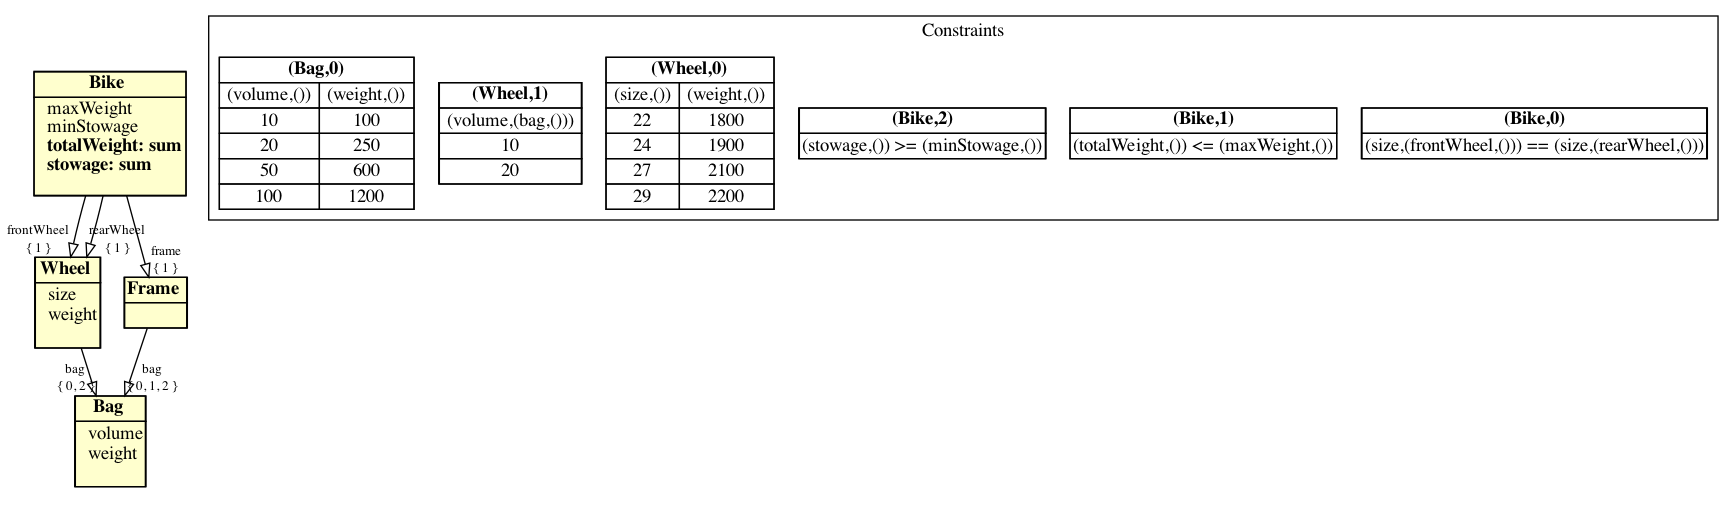 Bike
maxWeight
minStowage
totalWeight: sum
stowage: sum
frontWheel
{ 1 }
rearWheel
{ 1 }
frame
{ 1 }
Wheel
size
weight
Frame
bag
{ 0, 2 }
bag
{ 0, 1, 2 }
Bag
volume
weight
Constraints
(Bag,0)
(volume,()) (weight,())
10 100
20 250
50 600
100 1200
(Wheel,1)
(volume,(bag,()))
10
20
(Wheel,0)
(size,()) (weight,())
22 1800
24 1900
27 2100
29 2200
(Bike,2)
(stowage,()) >= (minStowage,())
(Bike,1)
(totalWeight,()) <= (maxWeight,())
(Bike,0)
(size,(frontWheel,())) == (size,(rearWheel,()))